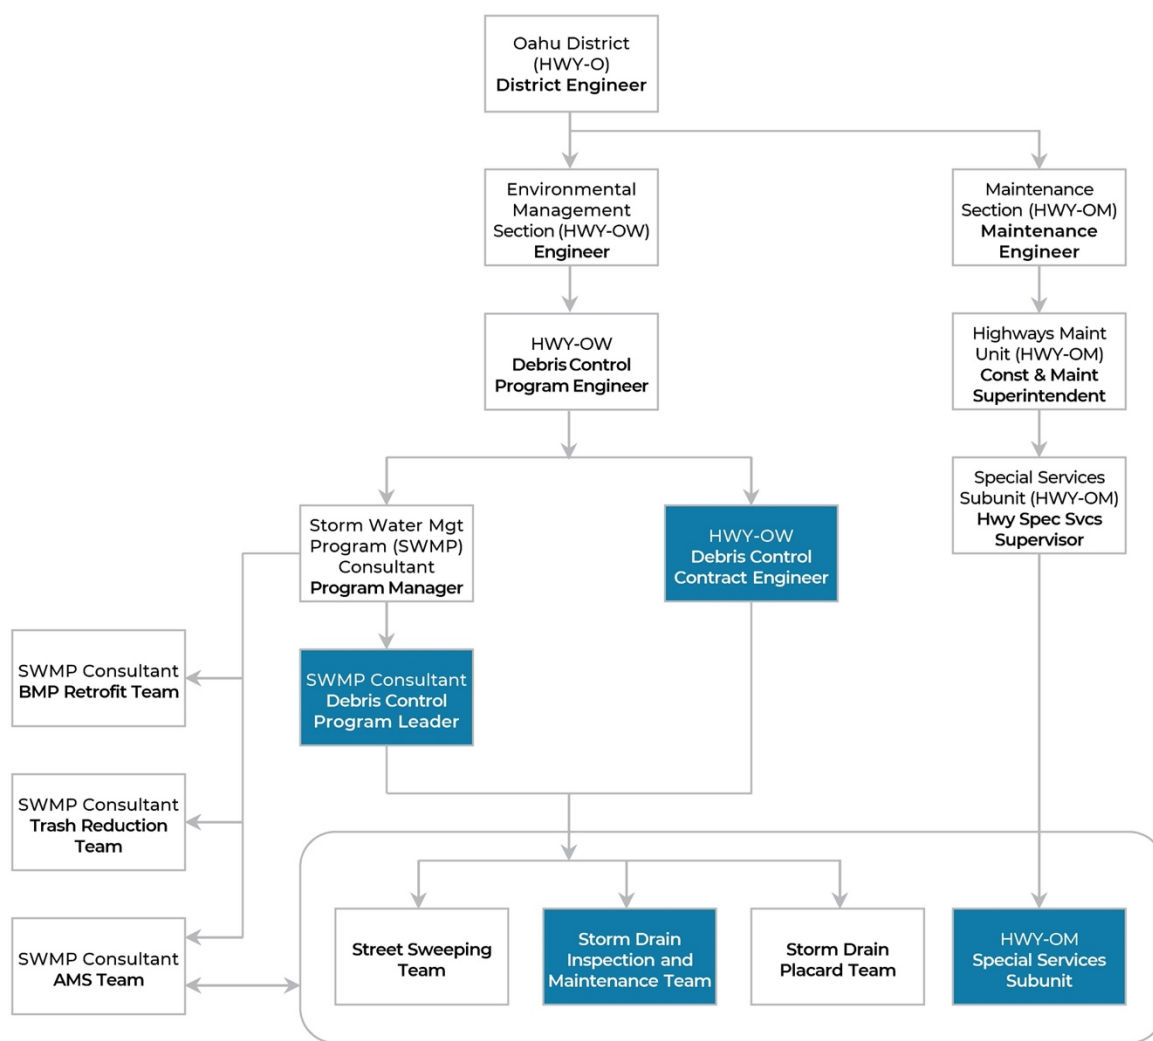 Oahu District
(HWY-O)
District Engineer
Environmental
Management
Section (HWY-OW)
Engineer
Maintenance
Section (HWY-OM)
Maintenance
Engineer
HWY-OW
Debris Control
Program Engineer
Highways Maint
Unit (HWY-OM)
Const & Maint
Superintendent
Storm Water Mgt
Program (SWMP)
Consultant
Program Manager
HWY-OW
Debris Control
Contract Engineer
Special Services
Subunit (HWY-OM)
Hwy Spec Svcs
Supervisor
SWMP Consultant
BMP Retrofit Team
SWMP Consultant
Debris Control
Program Leader
SWMP Consultant
Trash Reduction
Team
SWMP Consultant
AMS Team
Street Sweeping
Team
Storm Drain
Inspection and
Maintenance Team
Storm Drain
Placard Team
HWY-OM
Special Services
Subunit